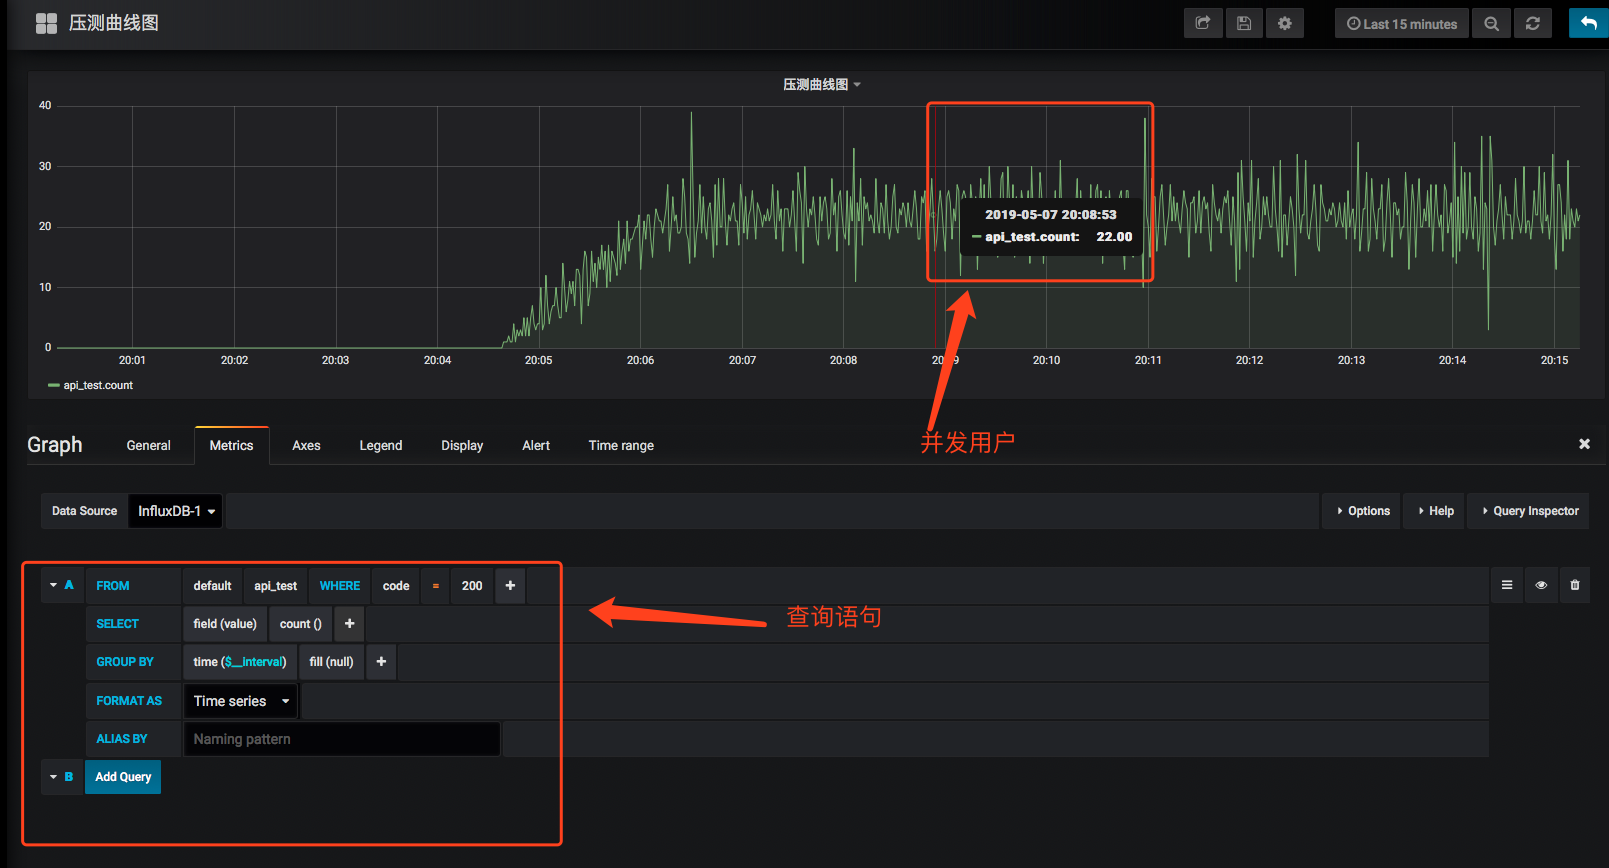 压测曲线图
Last 15 minutes
压测曲线图
40
30
20
10
0
2019-05-07 20:08:53
api_test.count: 22.00
20:01 20:02 20:03 20:04 20:05 20:06 20:07 20:08 20:09 20:10 20:11 20:12 20:13 20:14 20:15
api_test.count
并发用户
Graph General Metrics Axes Legend Display Alert Time range
Data Source InfluxDB-1 Options Help Query Inspector
A FROM default api_test WHERE code = 200 +
查询语句
SELECT field (value) count () +
GROUP BY time ($__interval) fill (null) +
FORMAT AS Time series
ALIAS BY Naming pattern
B Add Query